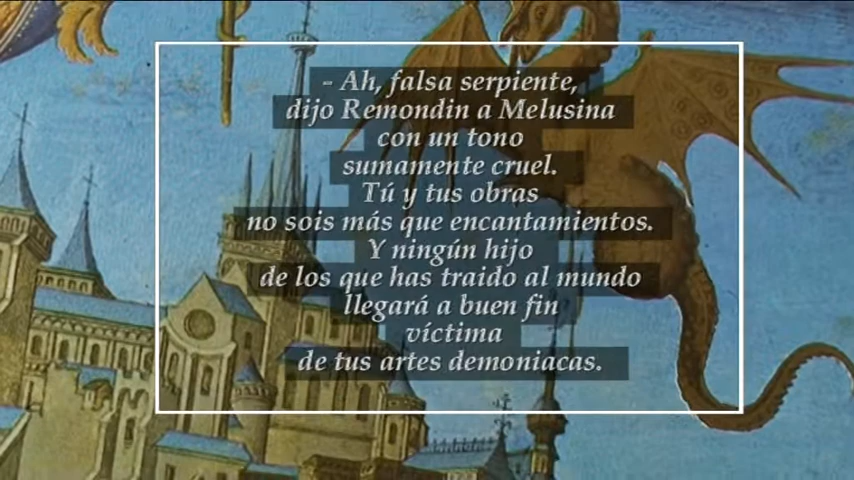 - Ah, falsa serpiente,
dijo Remondin a Melusina
con un tono
sumamente cruel.
Tú y tus obras
no sois más que encantamientos.
Y ningún hijo
de los que has traido al mundo
llegará a buen fin
víctima
de tus artes demoniacas.